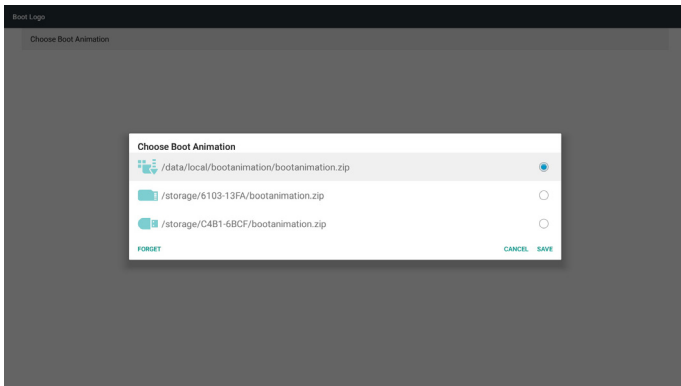 Boot Logo
Choose Boot Animation
Choose Boot Animation
/data/local/bootanimation/bootanimation.zip
/storage/6103-13FA/bootanimation.zip
/storage/C4B1-6BCF/bootanimation.zip
FORGET CANCEL SAVE